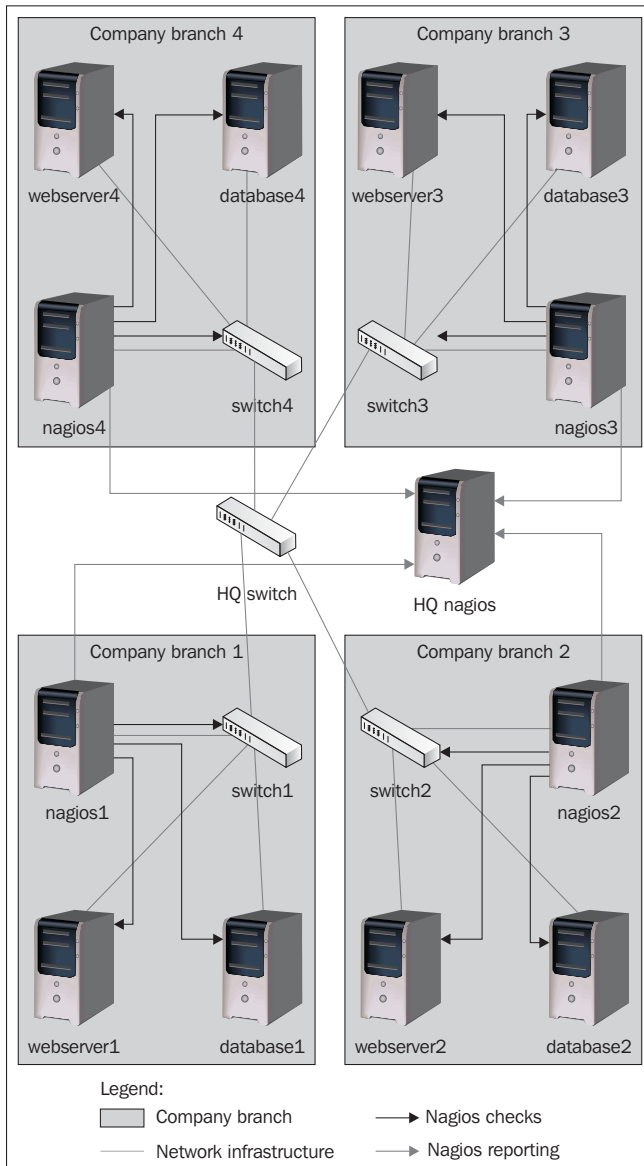 Company branch 4
Company branch 3
webserver4
database4
webserver3
database3
nagios4
switch4
switch3
nagios3
HQ switch
HQ nagios
Company branch 1
Company branch 2
nagios1
switch1
switch2
nagios2
webserver1
database1
webserver2
database2
Legend:
Company branch
Nagios checks
Network infrastructure
Nagios reporting